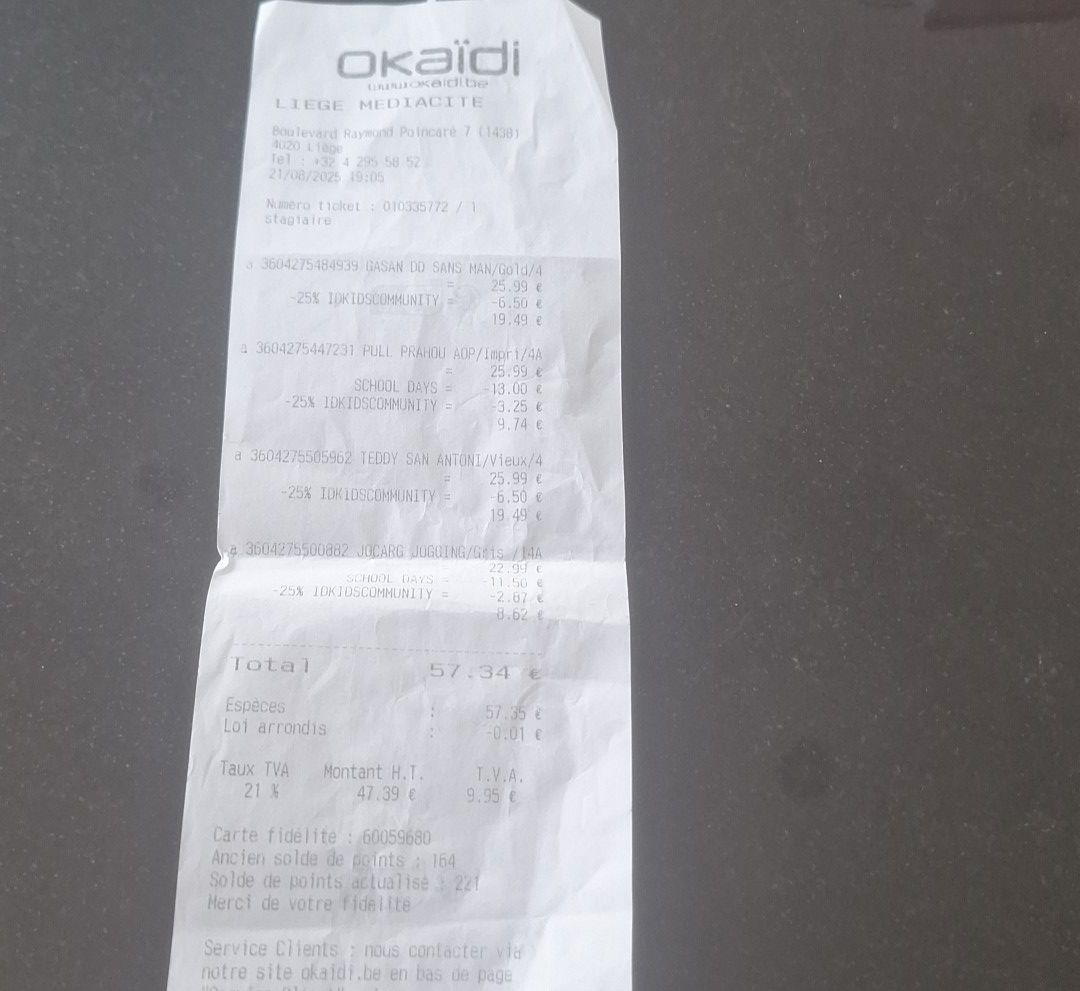 okaïdi
www.okaidi.be
LIEGE MEDIACITE
Boulevard Raymond Poincaré 7 (1438)
4020 Liège
Tel : +32 4 295 58 52
21/08/2025 19:05
Numéro ticket : 010335772 / 1
stagiaire
a 3604275484939 GASAN DD SANS MAN/Gold/4
= 25.99 €
-25% IDKIDSCOMMUNITY = -6.50 €
19.49 €
a 3604275447231 PULL PRAHOU AOP/Impri/4A
= 25.99 €
SCHOOL DAYS = -13.00 €
-25% IDKIDSCOMMUNITY = -3.25 €
9.74 €
a 3604275505962 TEDDY SAN ANTONI/Vieux/4
= 25.99 €
-25% IDKIDSCOMMUNITY = -6.50 €
19.49 €
a 3604275500882 JOCARG JOGGING/Gris /14A
22.99 €
SCHOOL DAYS = -11.50 €
-25% IDKIDSCOMMUNITY = -2.87 €
8.62 €
Total 57.34 €
Espèces : 57.35 €
Loi arrondis : -0.01 €
Taux TVA Montant H.T. T.V.A.
21 % 47.39 € 9.95 €
Carte fidélité : 60059680
Ancien solde de points : 164
Solde de points actualisé : 221
Merci de votre fidélité
Service Clients : nous contacter via
notre site okaidi.be en bas de page